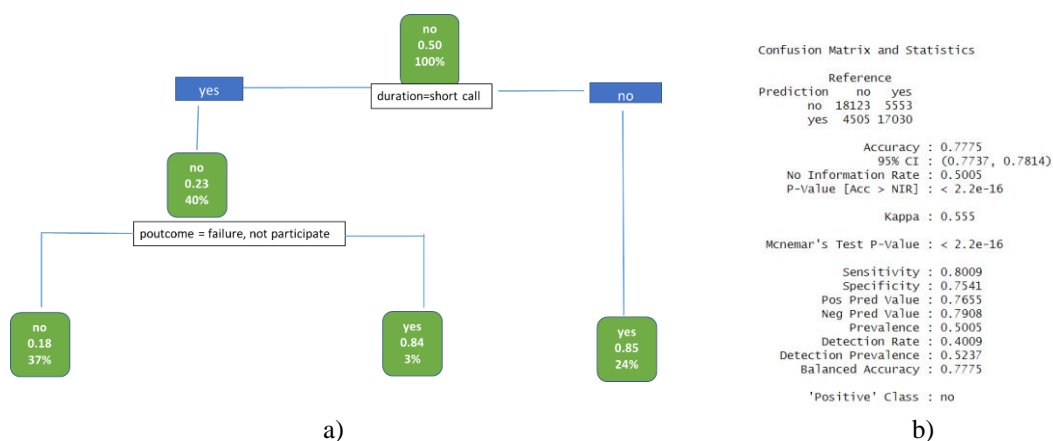 no
0.50
100%
yes
duration=short call
no
no
0.23
40%
poutcome = failure, not participate
no
0.18
37%
yes
0.84
3%
yes
0.85
24%
a)
Confusion Matrix and Statistics
Reference
Prediction no yes
no 18123 5553
yes 4505 17030
Accuracy : 0.7775
95% CI : (0.7737, 0.7814)
No Information Rate : 0.5005
P-Value [Acc > NIR] : < 2.2e-16
Kappa : 0.555
Mcnemar's Test P-Value : < 2.2e-16
Sensitivity : 0.8009
Specificity : 0.7541
Pos Pred Value : 0.7655
Neg Pred Value : 0.7908
Prevalence : 0.5005
Detection Rate : 0.4009
Detection Prevalence : 0.5237
Balanced Accuracy : 0.7775
'Positive' Class : no
b)